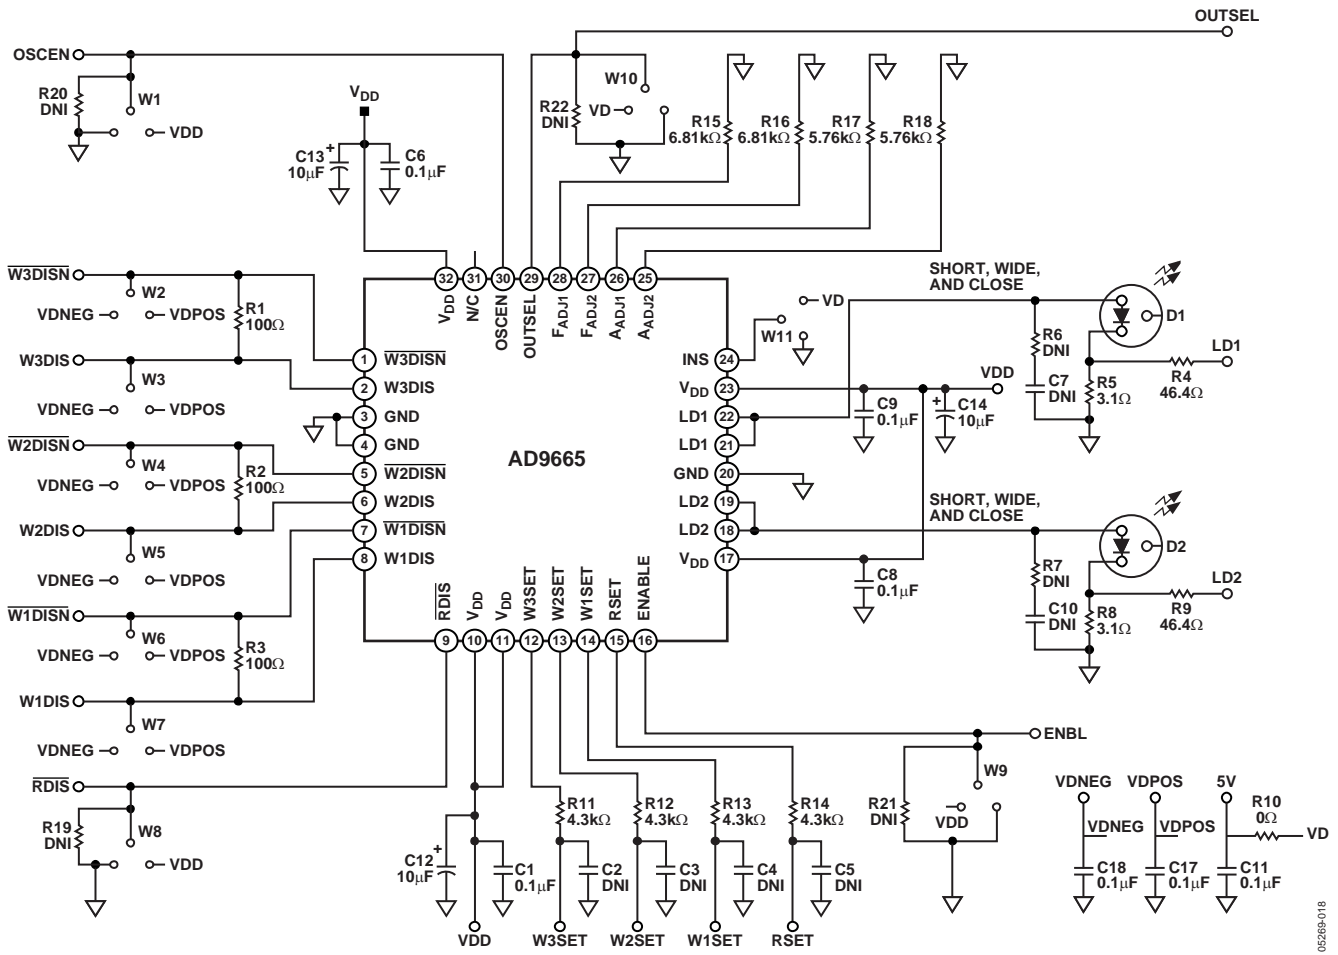 OUTSEL
OSCEN
R20
DNI
W1
VDD
VDD
C13
+
10µF
C6
0.1µF
W10
R22
DNI
VD
R15
6.81kΩ
R16
6.81kΩ
R17
5.76kΩ
R18
5.76kΩ
W3DISN
W2
VDNEG
VDPOS
R1
100Ω
W3DIS
W3
VDNEG
VDPOS
W2DISN
W4
VDNEG
VDPOS
R2
100Ω
W2DIS
W5
VDNEG
VDPOS
W1DISN
W6
VDNEG
VDPOS
R3
100Ω
W1DIS
W7
VDNEG
VDPOS
RDIS
R19
DNI
W8
VDD
32 31 30 29 28 27 26 25
VDD
N/C
OSCEN
OUTSEL
FADJ1
FADJ2
AADJ1
AADJ2
1 W3DISN
2 W3DIS
3 GND
4 GND
5 W2DISN
6 W2DIS
7 W1DISN
8 W1DIS
AD9665
INS 24
VDD 23
LD1 22
LD1 21
GND 20
LD2 19
LD2 18
VDD 17
RDIS
VDD
VDD
W3SET
W2SET
W1SET
RSET
ENABLE
9 10 11 12 13 14 15 16
VD
W11
VDD
C9
0.1µF
+
C14
10µF
C8
0.1µF
SHORT, WIDE,
AND CLOSE
D1
R6
DNI
C7
DNI
R5
3.1Ω
LD1
R4
46.4Ω
SHORT, WIDE,
AND CLOSE
D2
R7
DNI
C10
DNI
R8
3.1Ω
LD2
R9
46.4Ω
ENBL
W9
R21
DNI
VDD
C12
+
10µF
C1
0.1µF
VDD
R11
4.3kΩ
C2
DNI
W3SET
R12
4.3kΩ
C3
DNI
W2SET
R13
4.3kΩ
C4
DNI
W1SET
R14
4.3kΩ
C5
DNI
RSET
VDNEG
VDNEG
C18
0.1µF
VDPOS
VDPOS
C17
0.1µF
5V
R10
0Ω
VD
C11
0.1µF
05269-018